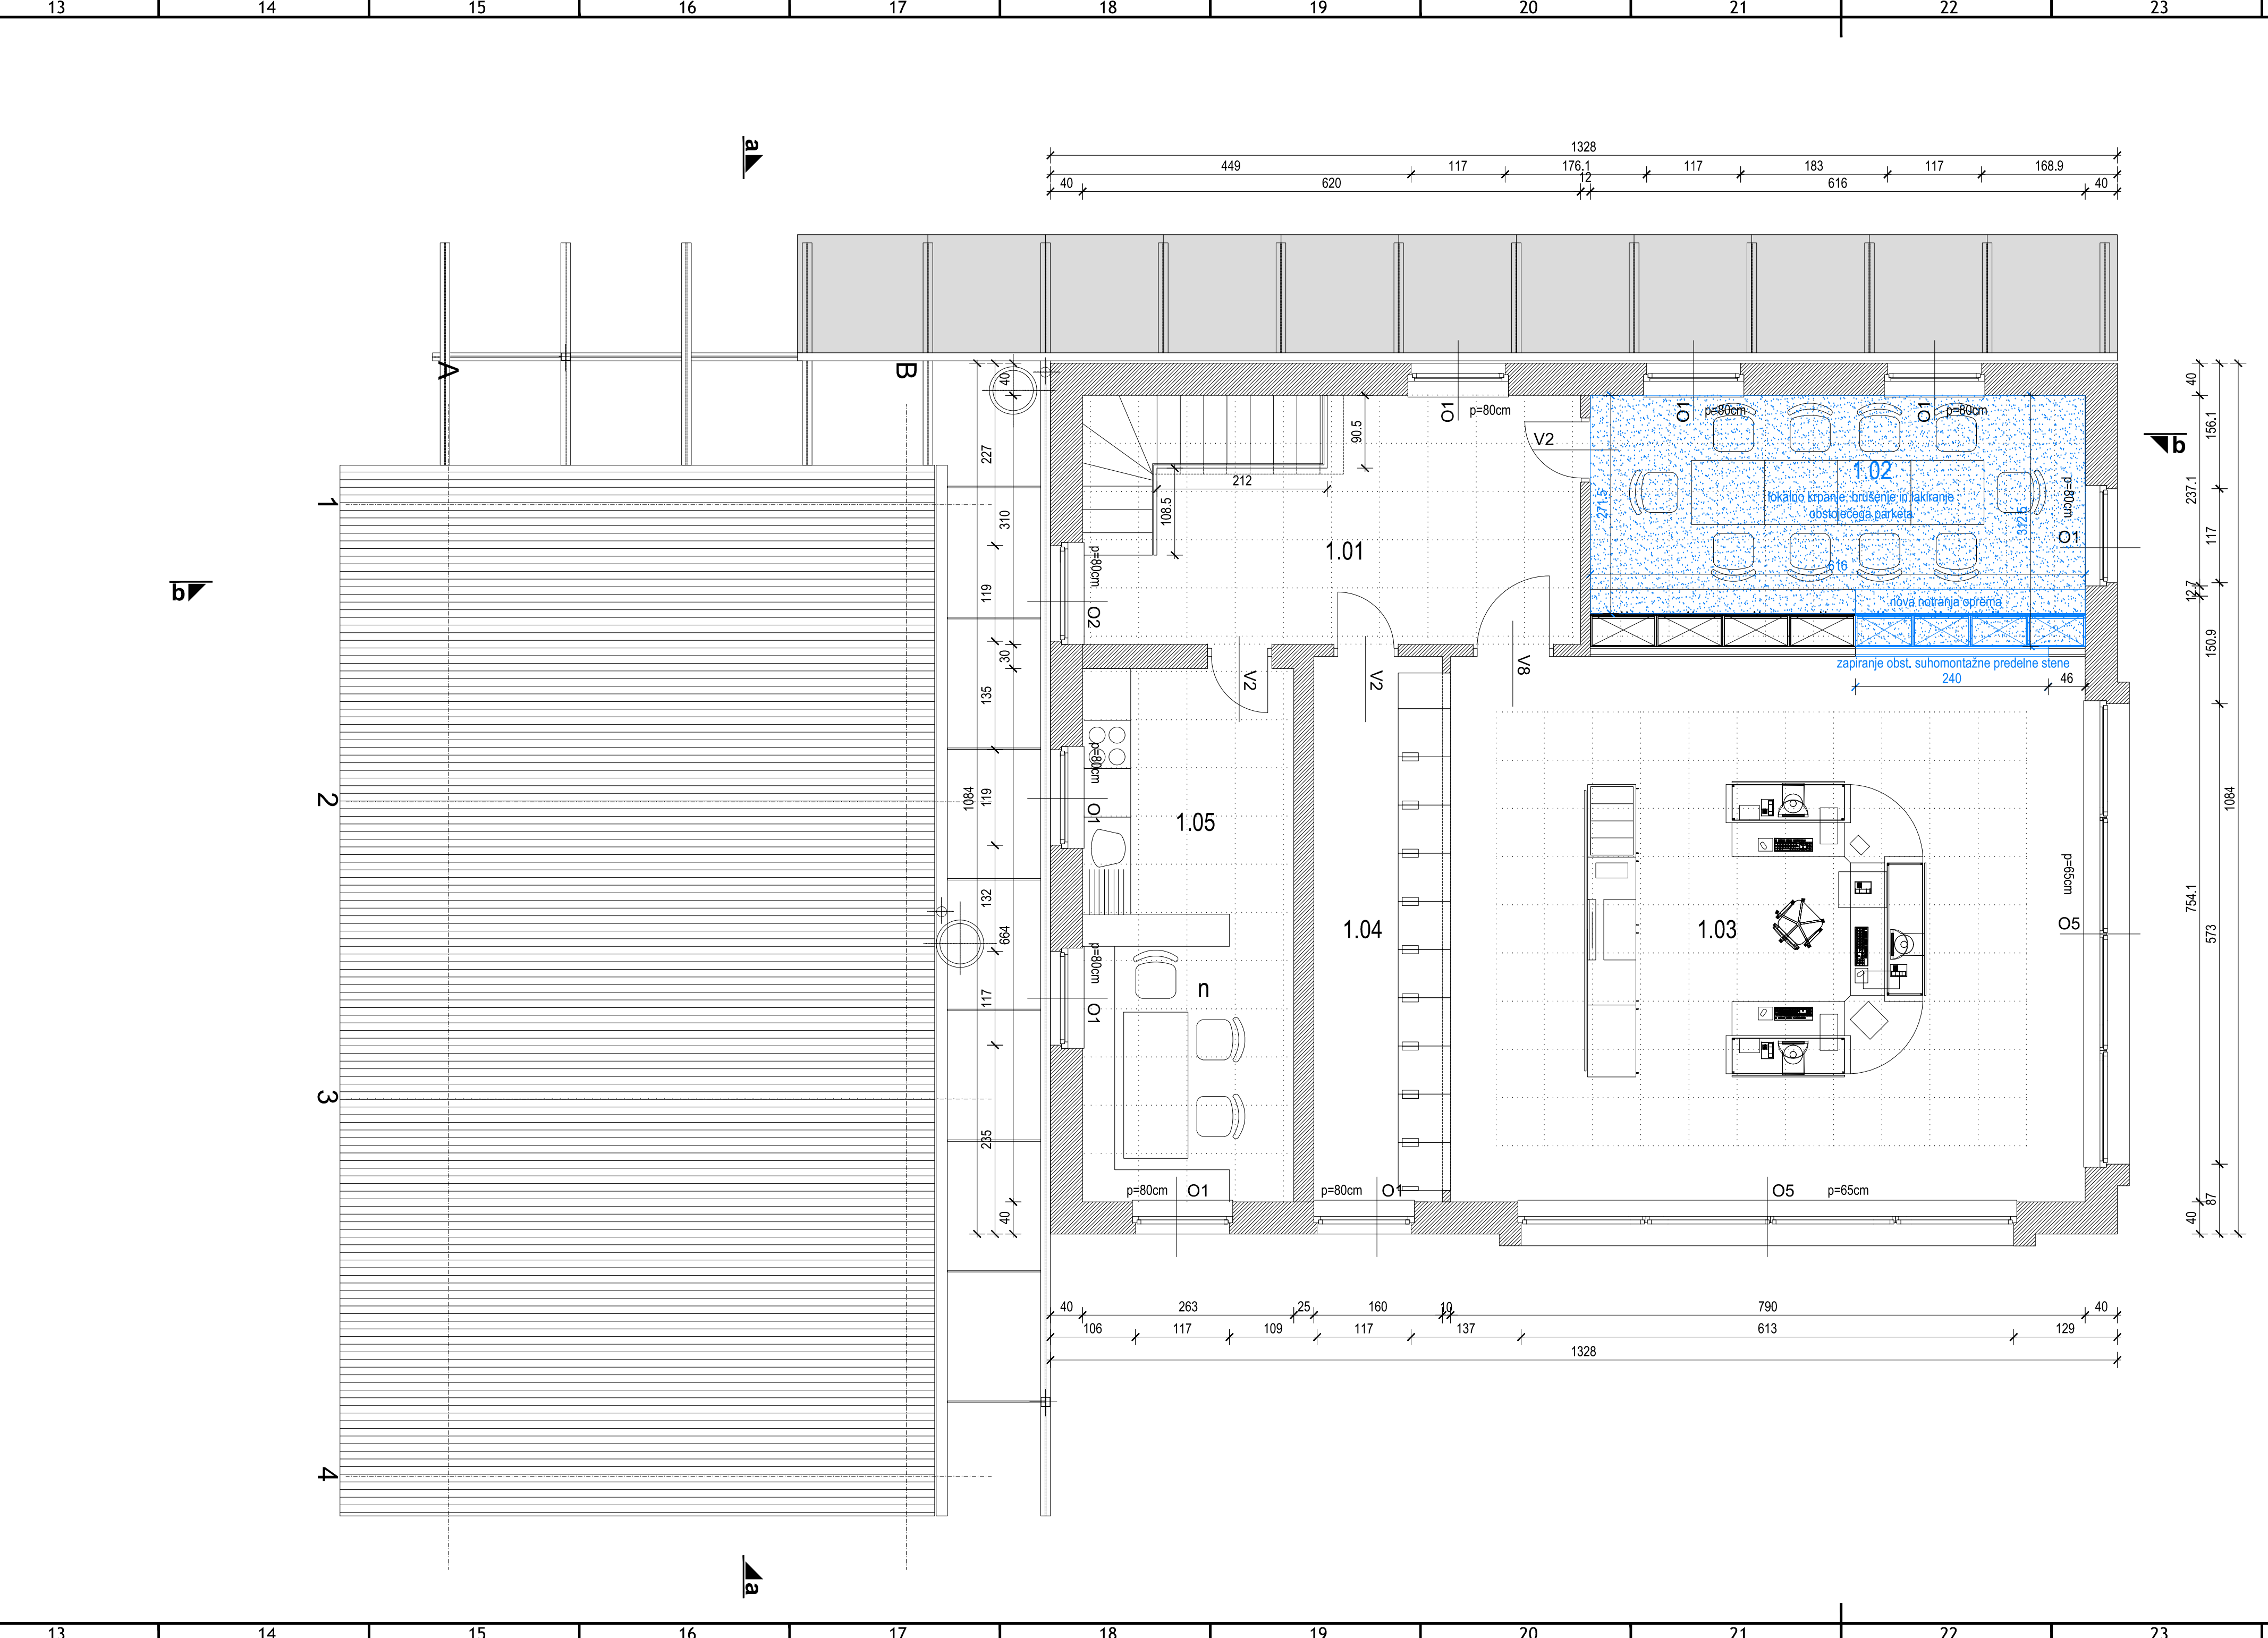 13 14 15 16 17 18 19 20 21 22 23
a
1328
449 117 176.1 117 183 117 168.9
40 620 12 616 40
A B
40
O1 p=80cm
O1 p=80cm
O1 p=80cm
V2
90.5
212
108.5
1.01
1.02
lokalno krpanje, brušenje in lakiranje
obstoječega parketa
271.5
312.5
616
p=80cm
O1
nova notranja oprema
zapiranje obst. suhomontažne predelne stene
240 46
b
b
40
156.1
237.1
117
12.7
150.9
1084
754.1
573
87
40
227
310
119
30
135
1084
119
132
664
117
235
40
p=80cm
O2
p=80cm
O1
p=80cm
O1
V2
V2
V8
1.05
1.04
1.03
n
p=65cm
O5
p=80cm O1
p=80cm O1
O5 p=65cm
1
2
3
4
40 263 25 160 10 790 40
106 117 109 117 137 613 129
1328
a
13 14 15 16 17 18 19 20 21 22 23